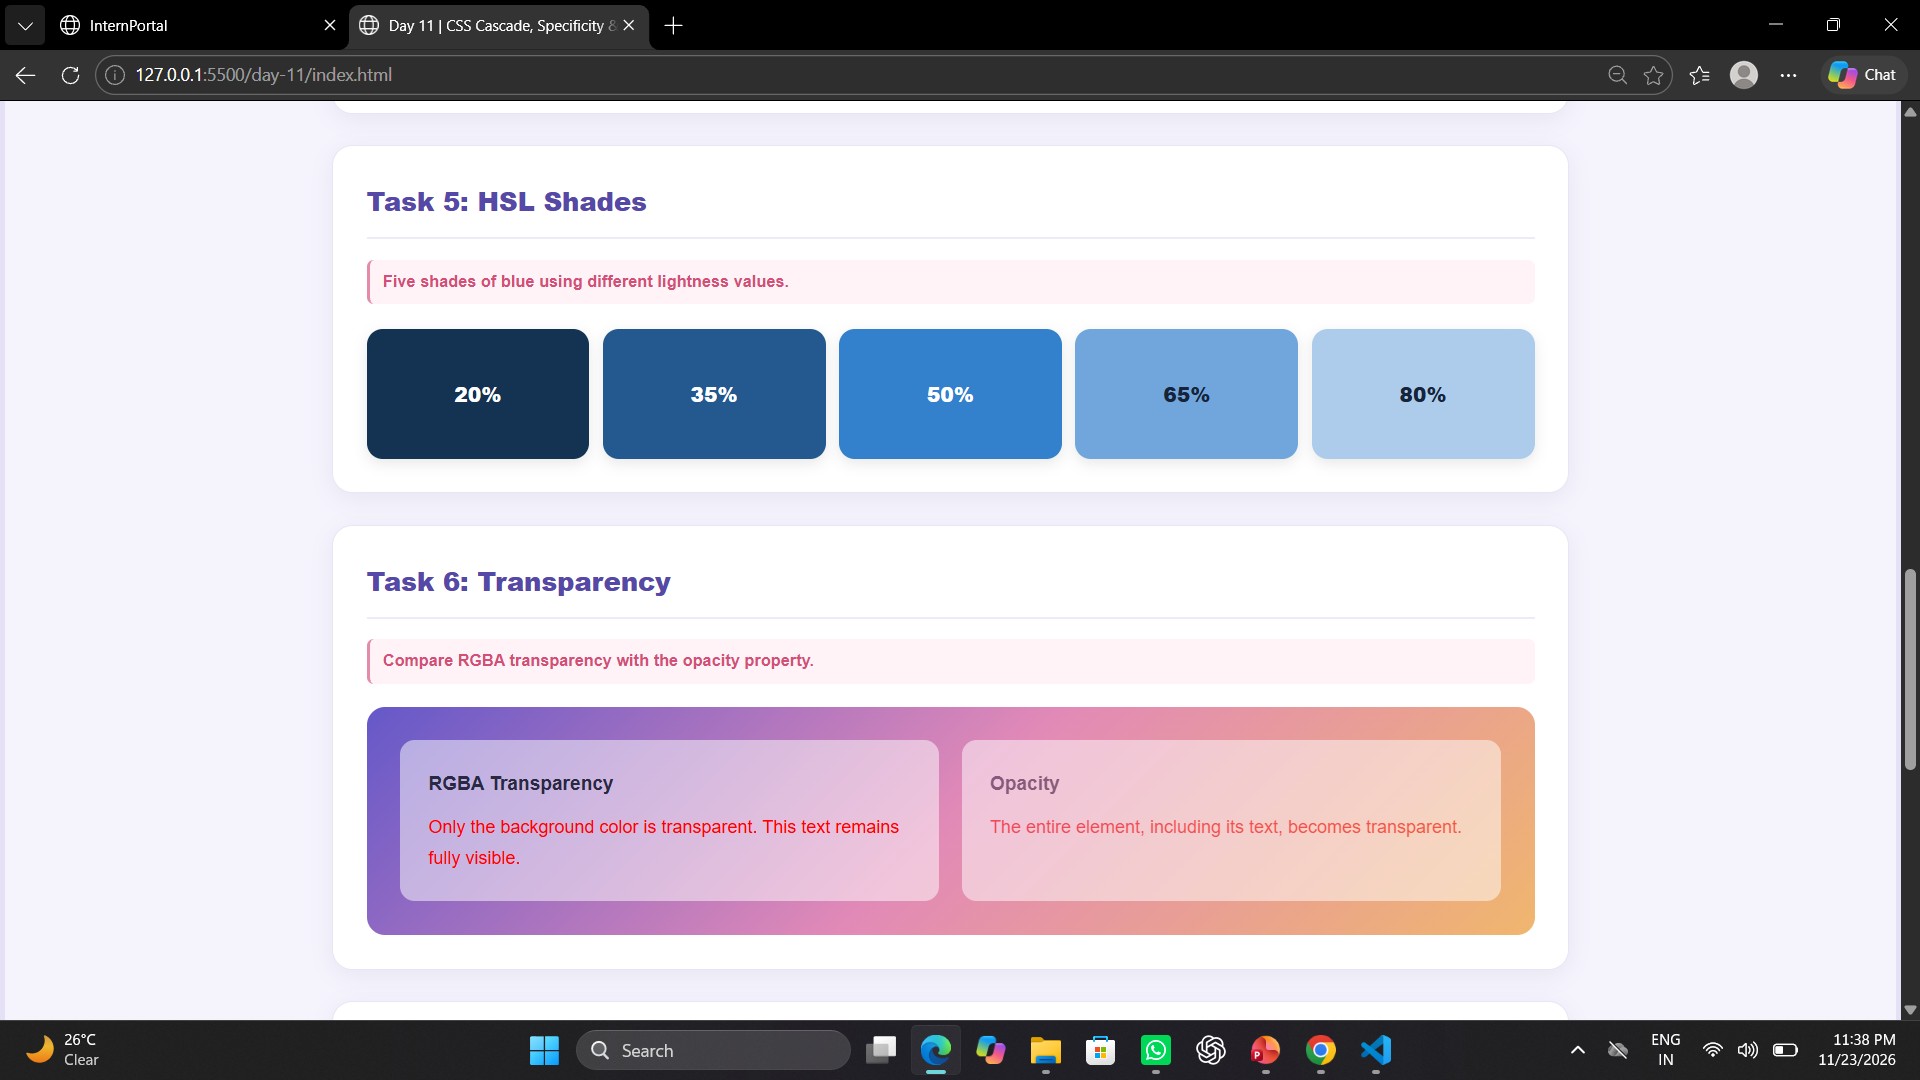 InternPortal
Day 11 | CSS Cascade, Specificity &
127.0.0.1:5500/day-11/index.html
Chat
Task 5: HSL Shades
Five shades of blue using different lightness values.
20%
35%
50%
65%
80%
Task 6: Transparency
Compare RGBA transparency with the opacity property.
RGBA Transparency
Only the background color is transparent. This text remains
fully visible.
Opacity
The entire element, including its text, becomes transparent.
26°C
Clear
Search
ENG
IN
11:38 PM
11/23/2026